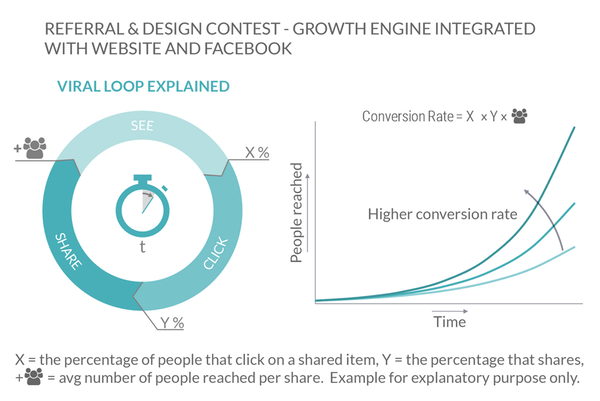 REFERRAL & DESIGN CONTEST - GROWTH ENGINE INTEGRATED
WITH WEBSITE AND FACEBOOK
VIRAL LOOP EXPLAINED
SEE
+
X %
CLICK
SHARE
t
Y %
Conversion Rate = X x Y x
People reached
Higher conversion rate
Time
X = the percentage of people that click on a shared item, Y = the percentage that shares,
+ = avg number of people reached per share. Example for explanatory purpose only.